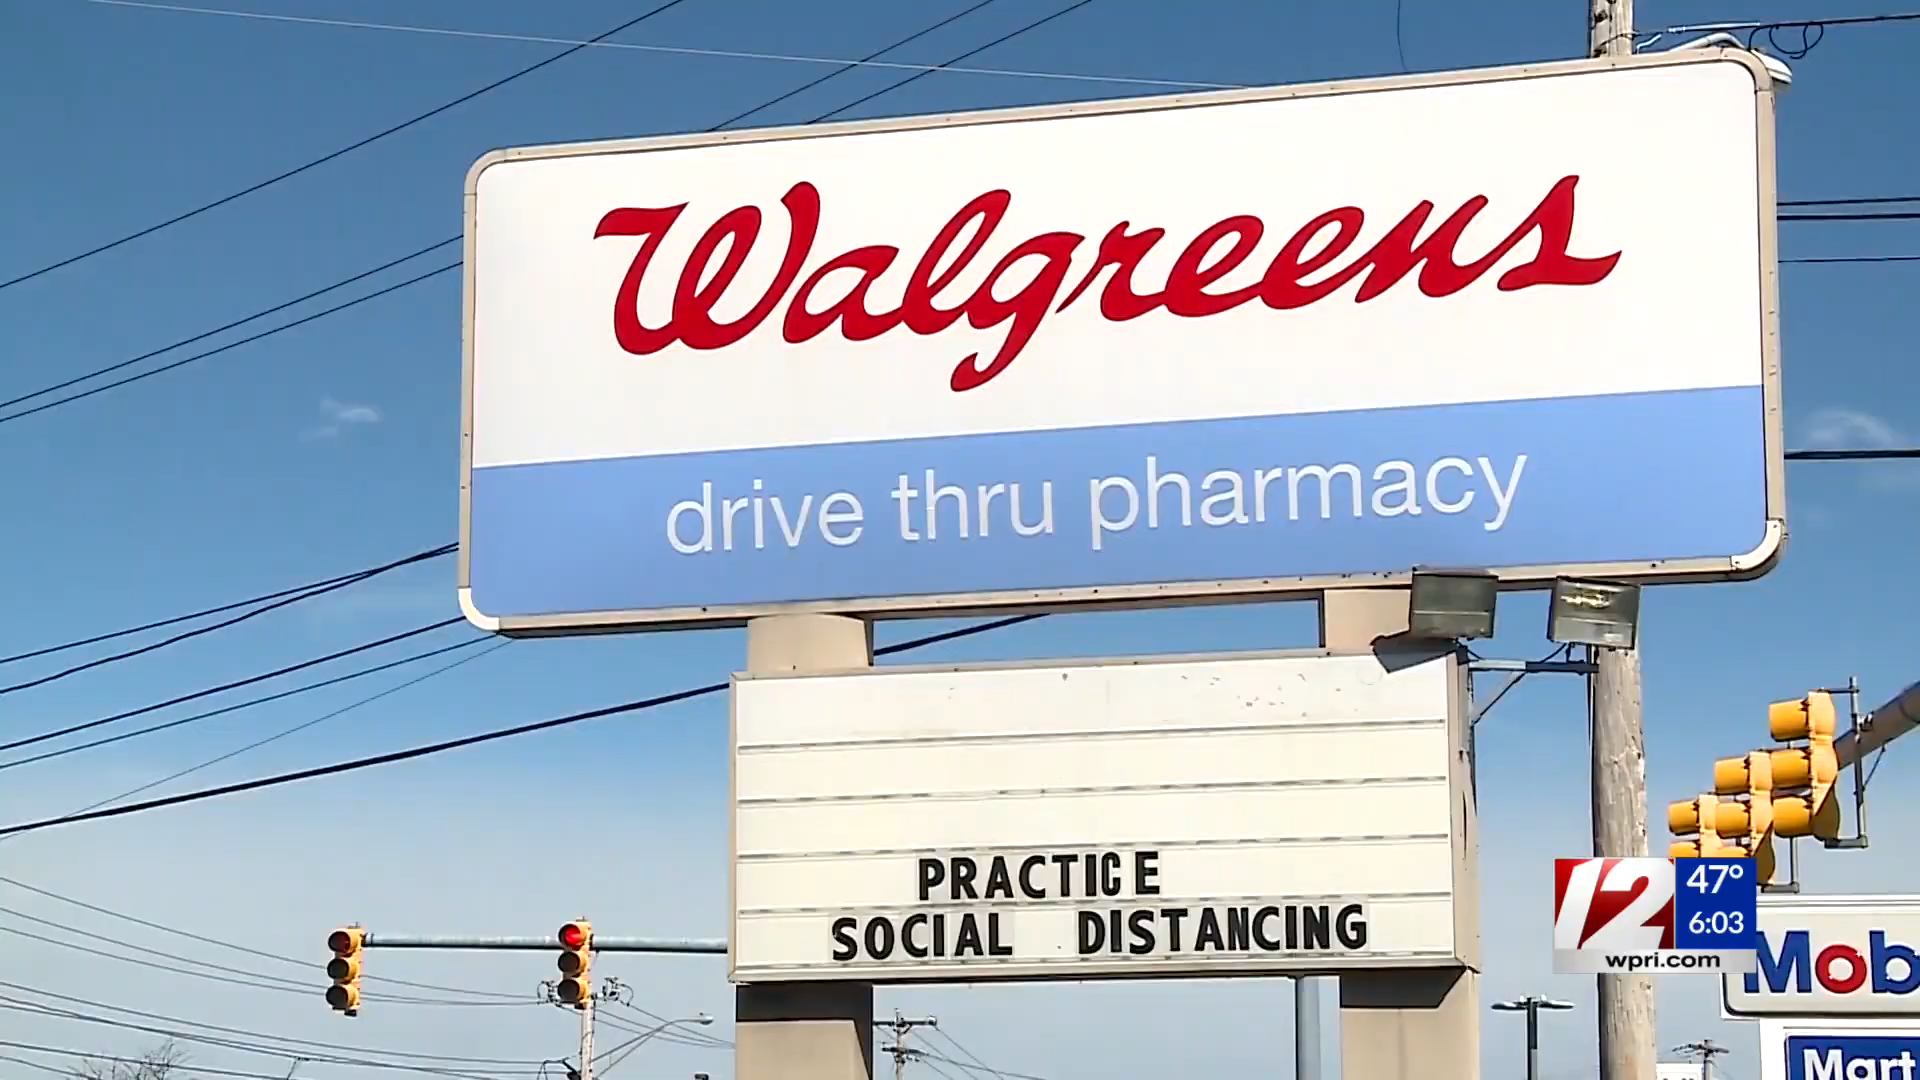 Walgreens
drive thru pharmacy
PRACTICE
SOCIAL DISTANCING
12
47°
6:03
wpri.com
Mob
Mart